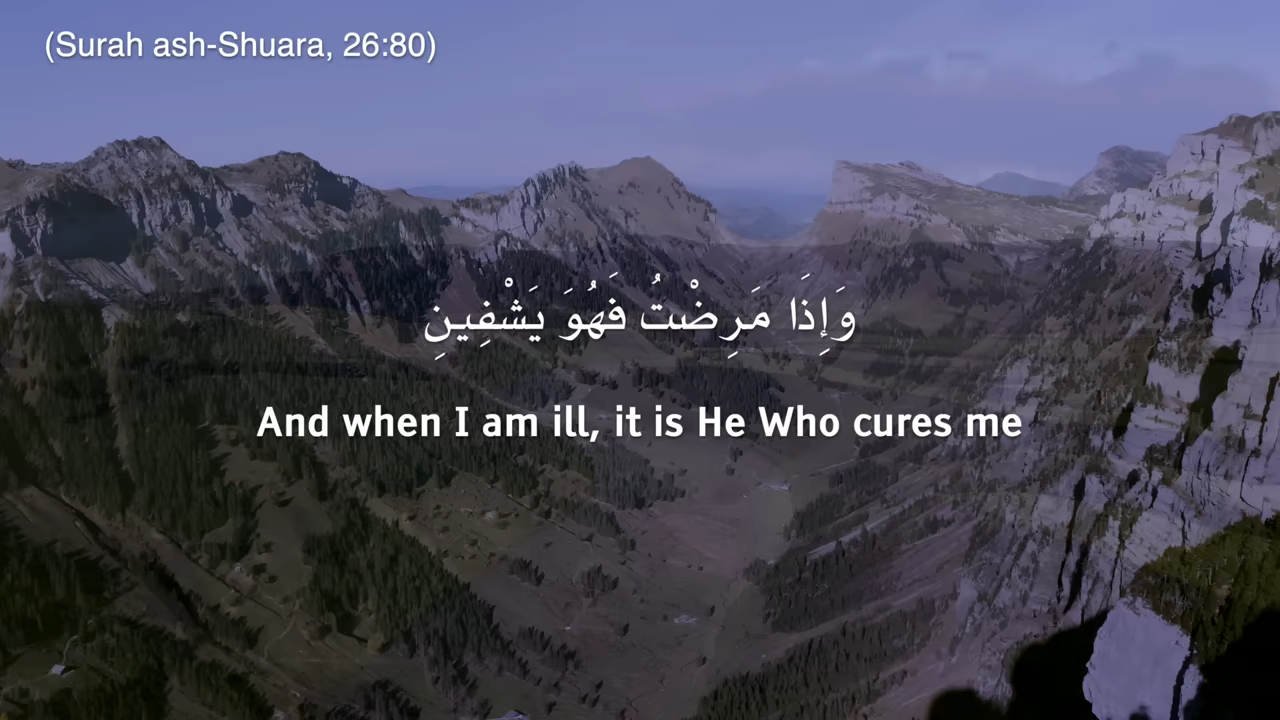 (Surah ash-Shuara, 26:80)
وَإِذَا مَرِضْتُ فَهُوَ يَشْفِينِ
And when I am ill, it is He Who cures me